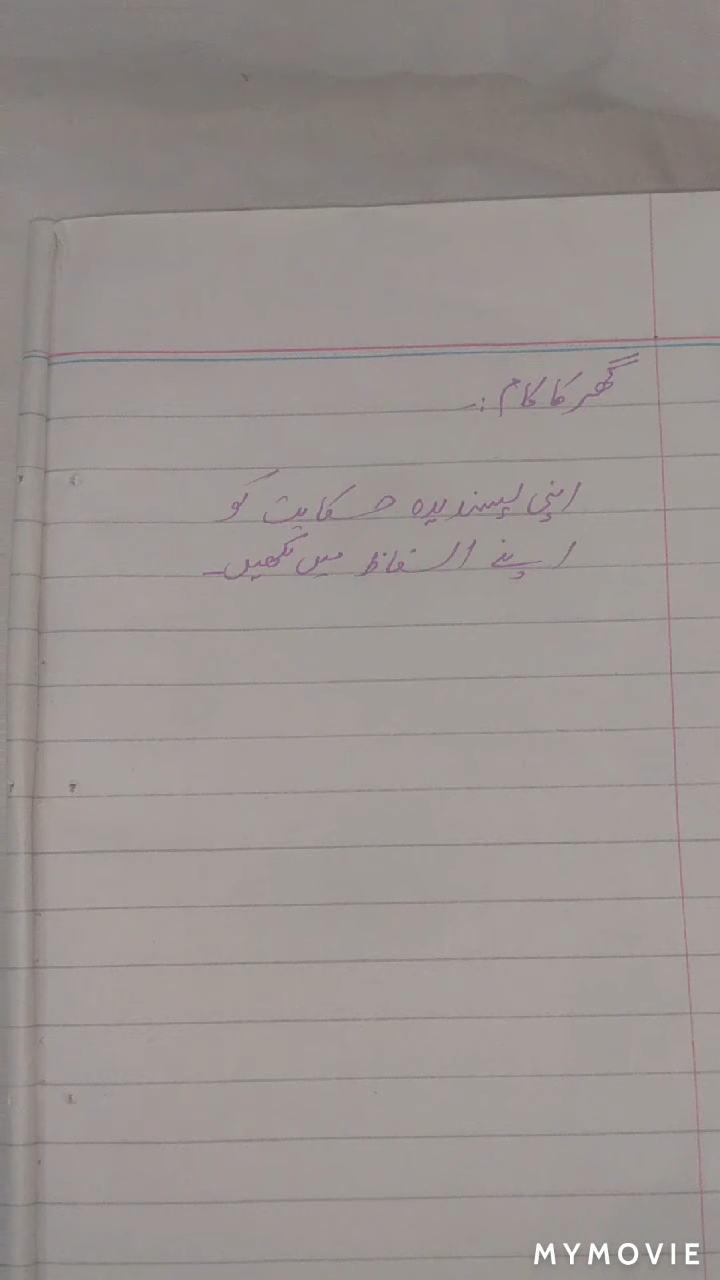 گھر کا کام:
اپنی پسندیدہ حکایت کو
اپنے الفاظ میں لکھیں۔
MYMOVIE